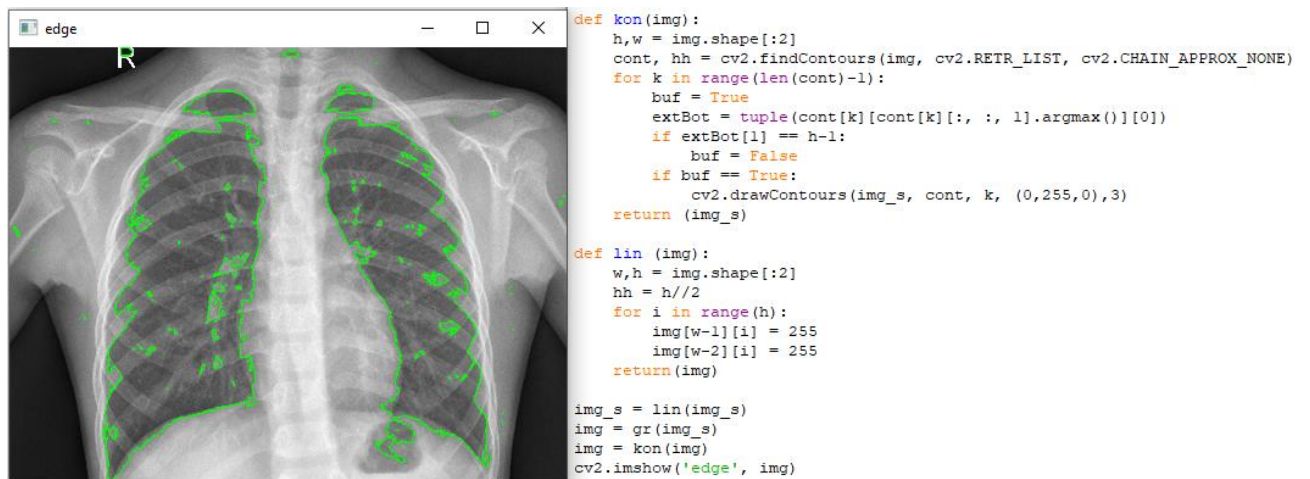 edge
R
def kon(img):
    h,w = img.shape[:2]
    cont, hh = cv2.findContours(img, cv2.RETR_LIST, cv2.CHAIN_APPROX_NONE)
    for k in range(len(cont)-1):
        buf = True
        extBot = tuple(cont[k][cont[k][:, :, 1].argmax()][0])
        if extBot[1] == h-1:
            buf = False
        if buf == True:
            cv2.drawContours(img_s, cont, k, (0,255,0),3)
    return (img_s)
def lin (img):
    w,h = img.shape[:2]
    hh = h//2
    for i in range(h):
        img[w-1][i] = 255
        img[w-2][i] = 255
    return(img)
img_s = lin(img_s)
img = gr(img_s)
img = kon(img)
cv2.imshow('edge', img)